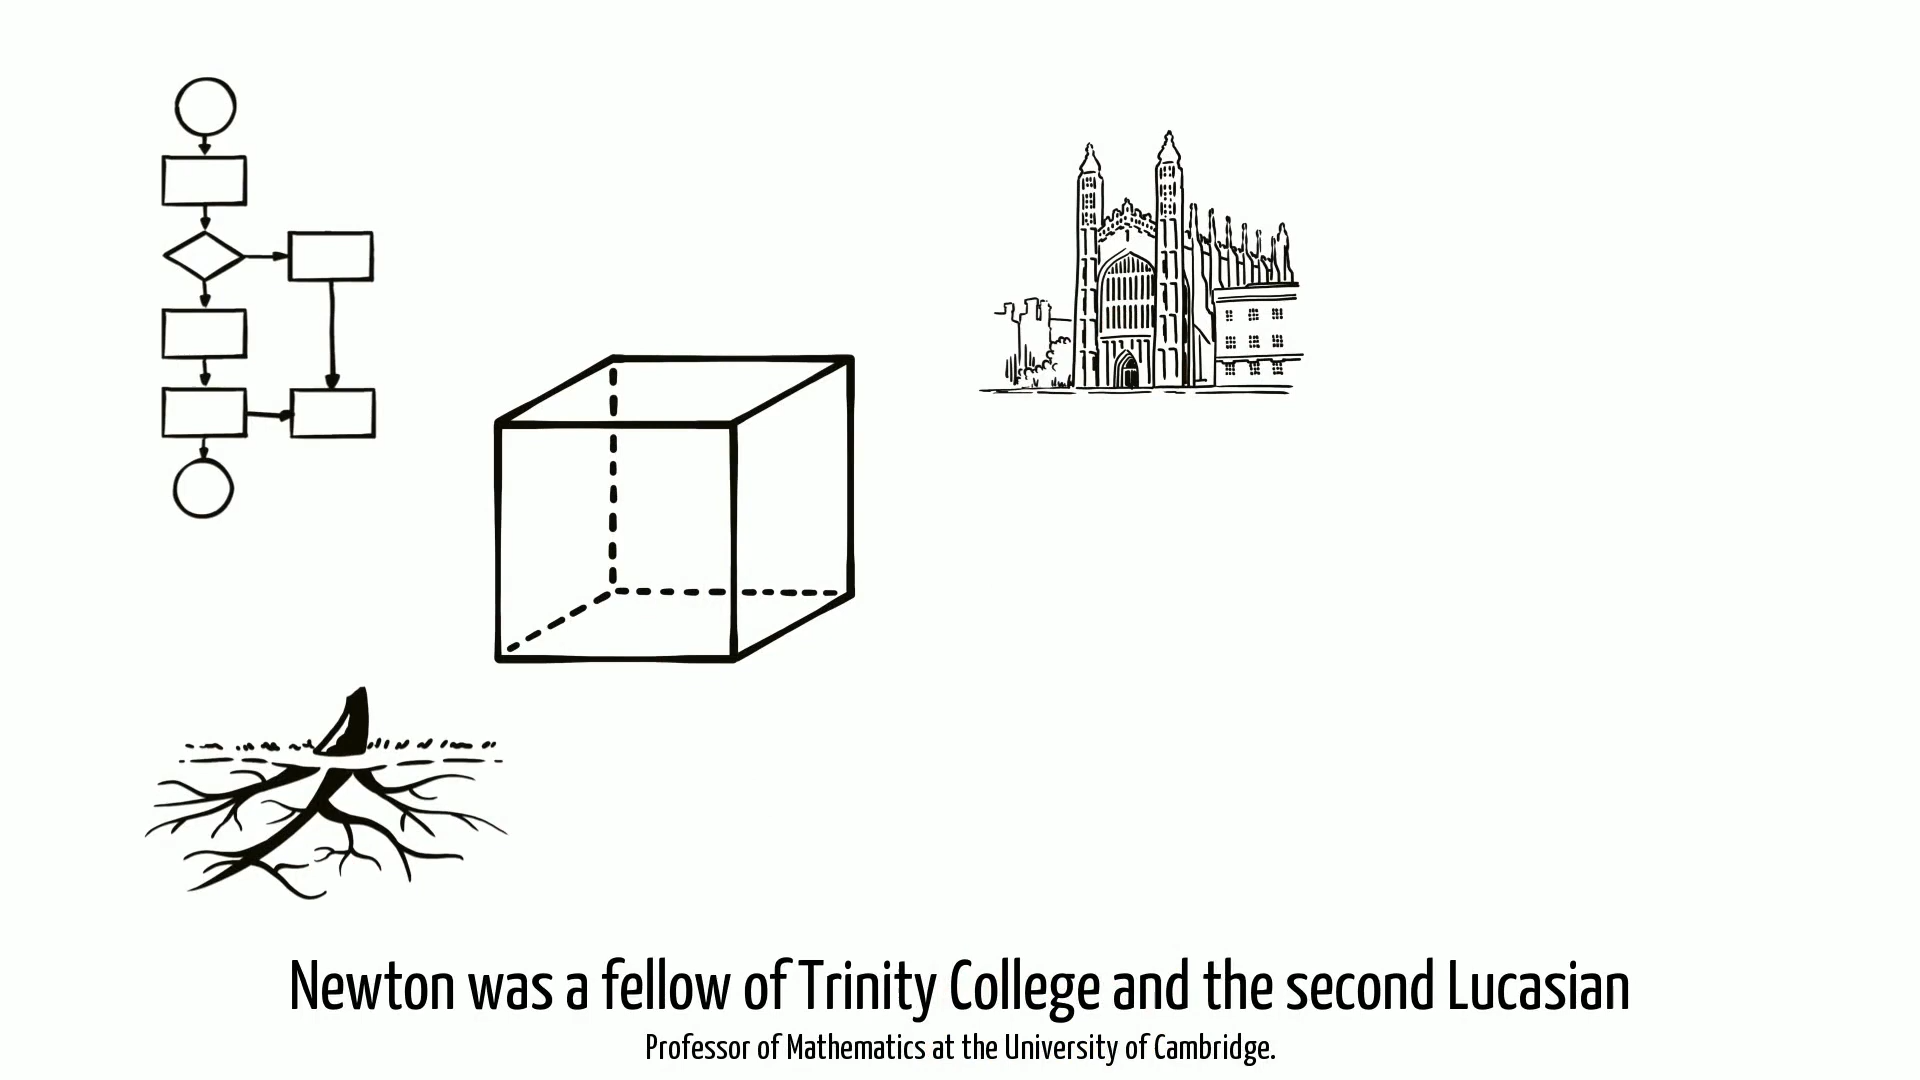 Newton was a fellow of Trinity College and the second Lucasian
Professor of Mathematics at the University of Cambridge.